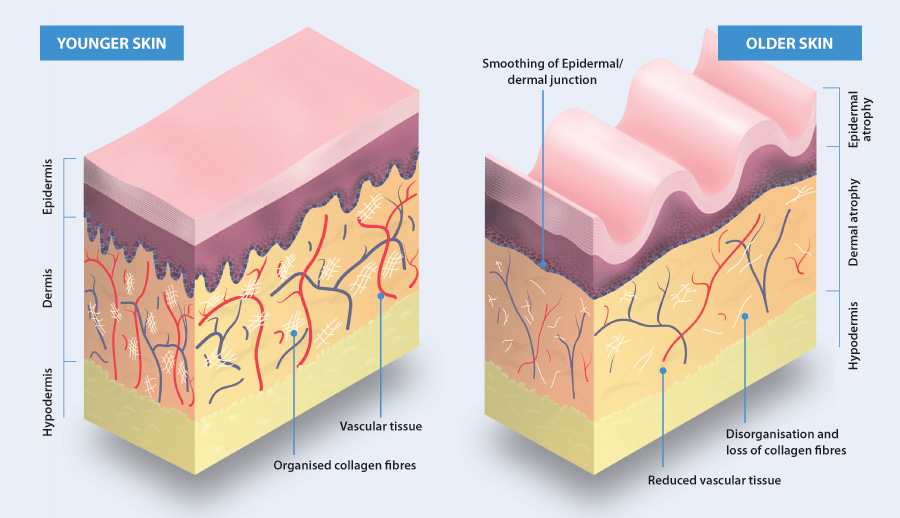 YOUNGER SKIN
Epidermis
Dermis
Hypodermis
Vascular tissue
Organised collagen fibres
OLDER SKIN
Smoothing of Epidermal/
dermal junction
Epidermal
atrophy
Dermal atrophy
Hypodermis
Disorganisation and
loss of collagen fibres
Reduced vascular tissue